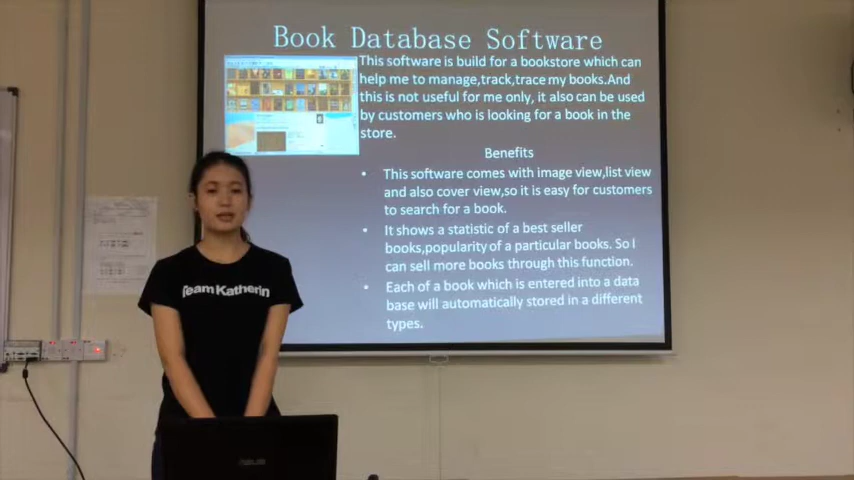 Book Database Software
This software is build for a bookstore which can
help me to manage,track,trace my books.And
this is not useful for me only, it also can be used
by customers who is looking for a book in the
store.
Benefits
• This software comes with image view,list view
and also cover view,so it is easy for customers
to search for a book.
• It shows a statistic of a best seller
books,popularity of a particular books. So I
can sell more books through this function.
• Each of a book which is entered into a data
base will automatically stored in a different
types.
TeamKatherin
ASUS